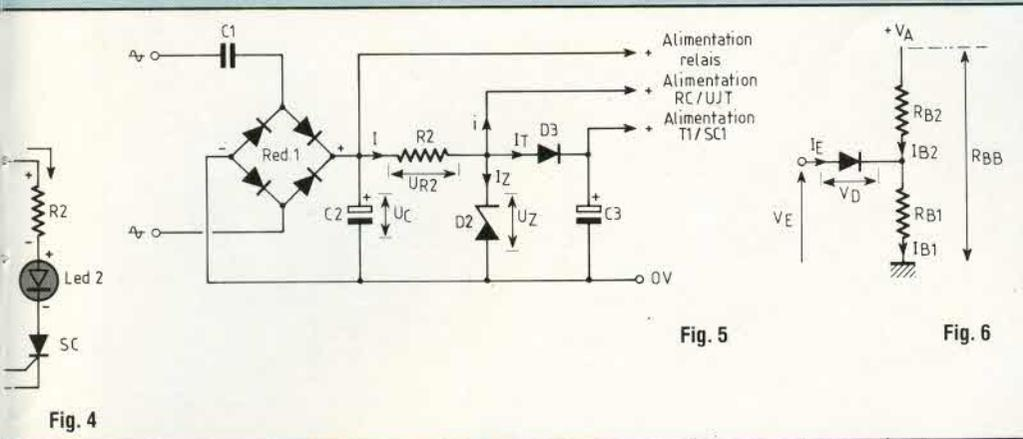 R2
Led 2
SC
Fig. 4
C1
Red.1
I
R2
UR2
C2
UC
i
IT
D3
IZ
D2
UZ
C3
+ Alimentation
relais
+ Alimentation
RC/UJT
+ Alimentation
T1/SC1
0V
Fig. 5
+VA
RB2
IB2
RBB
IE
VD
VE
RB1
IB1
Fig. 6